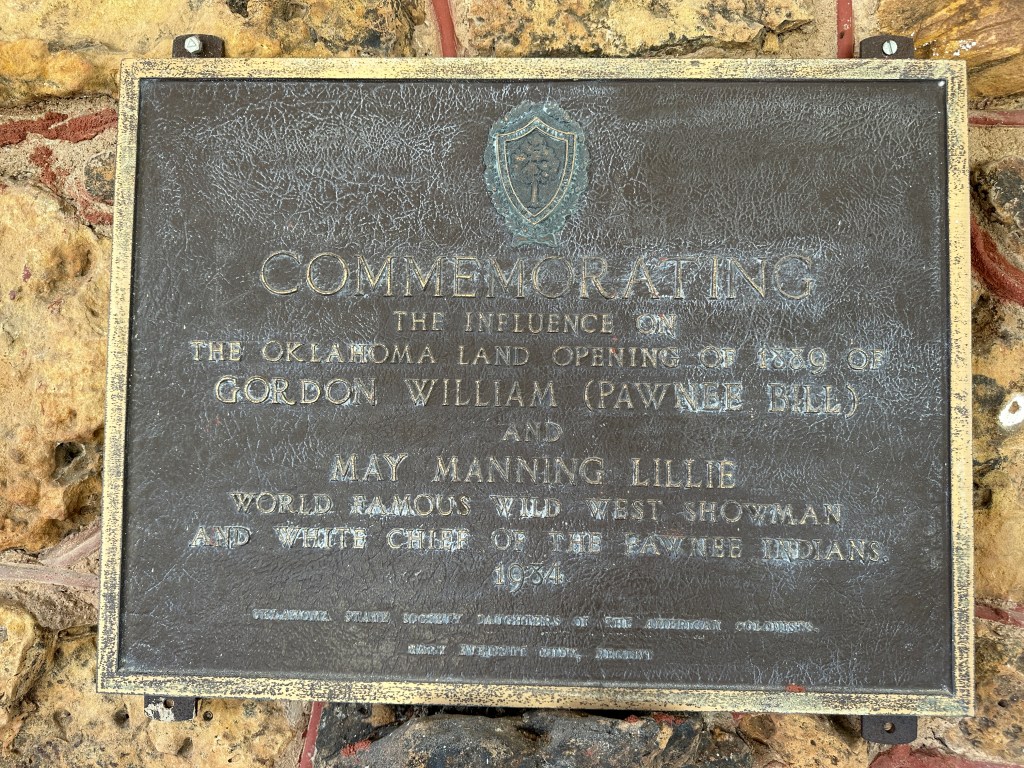 COMMEMORATING
THE INFLUENCE ON
THE OKLAHOMA LAND OPENING OF 1889 OF
GORDON WILLIAM (PAWNEE BILL)
AND
MAY MANNING LILLIE
WORLD FAMOUS WILD WEST SHOWMAN
AND WHITE CHIEF OF THE PAWNEE INDIANS.
1934
OKLAHOMA STATE SOCIETY DAUGHTERS OF THE AMERICAN COLONISTS.
REGENT